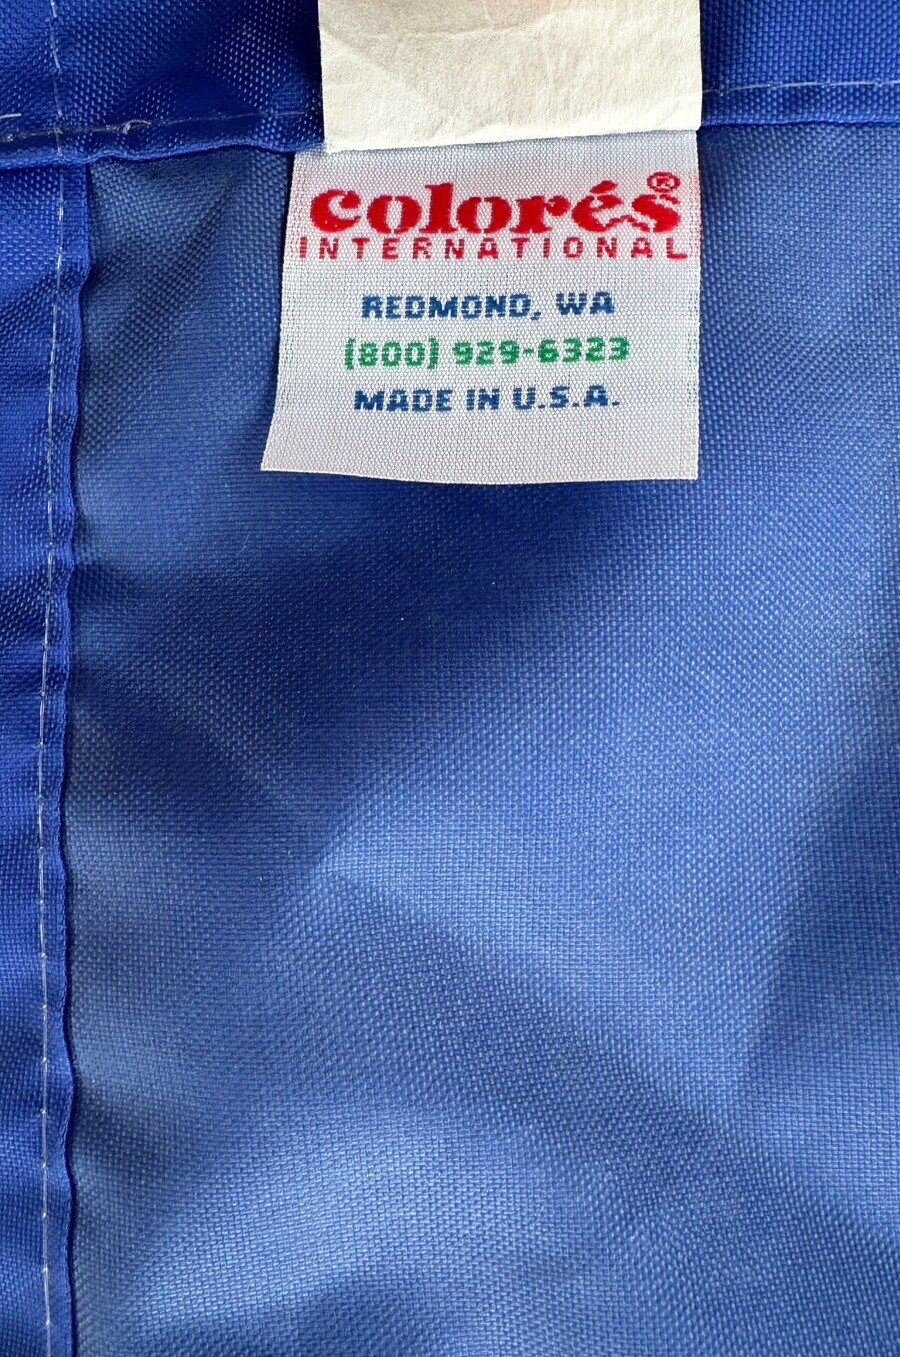 colorés®
INTERNATIONAL
REDMOND, WA
(800) 929-6323
MADE IN U.S.A.